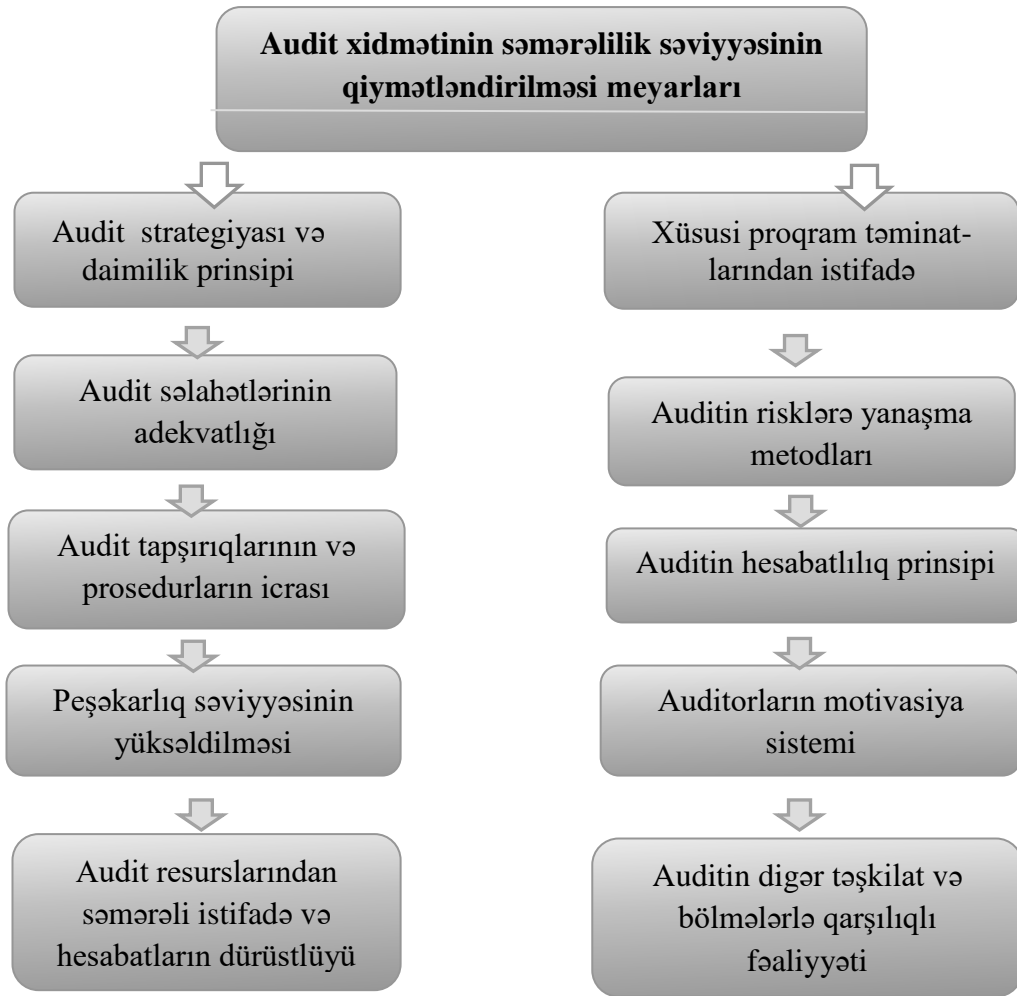 Audit xidmətinin səmərəlilik səviyyəsinin
qiymətləndirilməsi meyarları
Audit strategiyası və
daimilik prinsipi
Audit səlahətlərinin
adekvatlığı
Audit tapşırıqlarının və
prosedurların icrası
Peşəkarlıq səviyyəsinin
yüksəldilməsi
Audit resurslarından
səmərəli istifadə və
hesabatların dürüstlüyü
Xüsusi proqram təminat-
larından istifadə
Auditin risklərə yanaşma
metodları
Auditin hesabatlılıq prinsipi
Auditorların motivasiya
sistemi
Auditin digər təşkilat və
bölmələrlə qarşılıqlı
fəaliyyəti